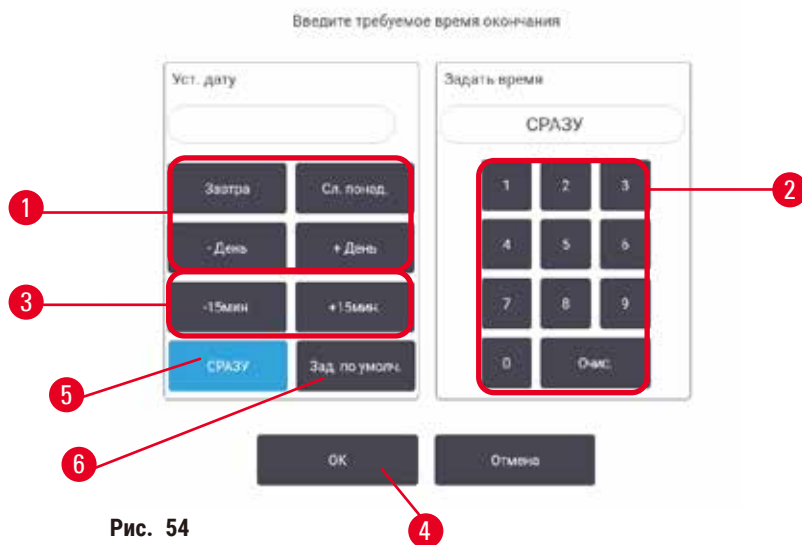 Введите требуемое время окончания
Уст. дату
Задать время
СРАЗУ
Завтра
Сл. понед.
- День
+ День
-15мин
+15мин.
СРАЗУ
Зад. по умолч.
1 2 3
4 5 6
7 8 9
0 Очис.
OK
Отмена
1
2
3
4
5
6
Рис. 54